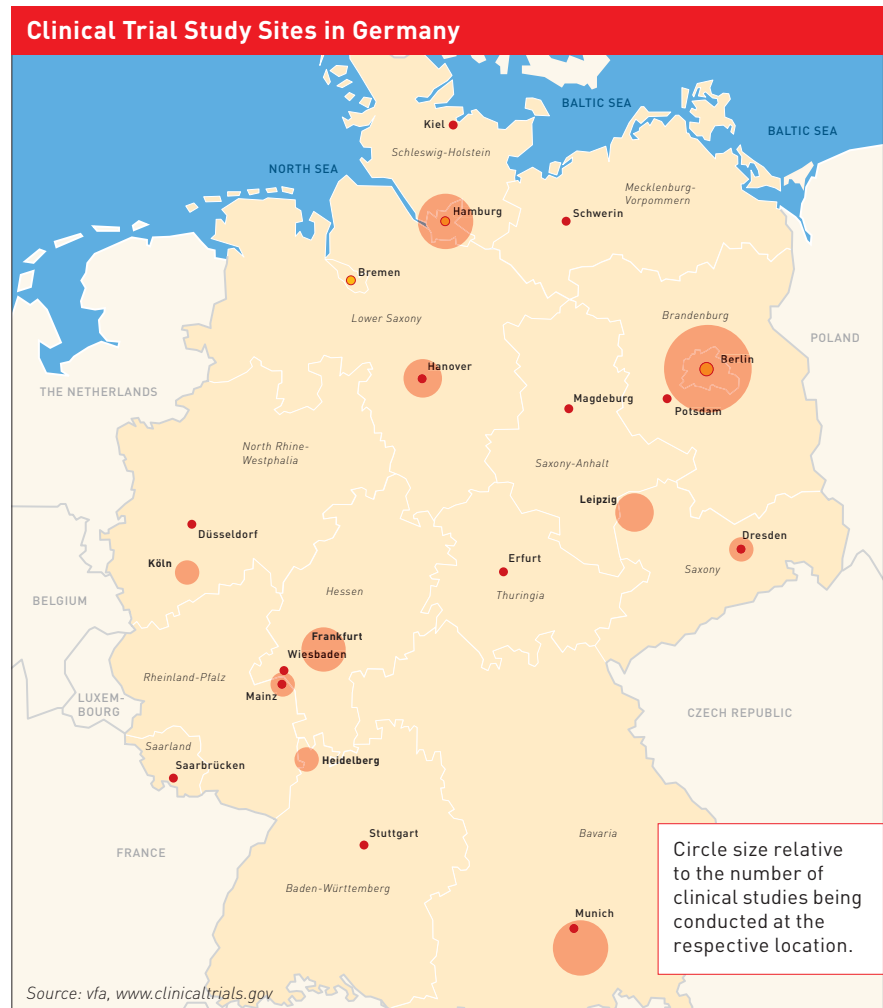 Clinical Trial Study Sites in Germany
BALTIC SEA
BALTIC SEA
Kiel
Schleswig-Holstein
NORTH SEA
Mecklenburg-
Vorpommern
Hamburg
Schwerin
Bremen
Lower Saxony
Brandenburg
POLAND
Berlin
Hanover
THE NETHERLANDS
Magdeburg
Potsdam
North Rhine-
Westphalia
Saxony-Anhalt
Leipzig
Düsseldorf
Dresden
Köln
Erfurt
Saxony
Hessen
Thuringia
BELGIUM
Frankfurt
Wiesbaden
Rheinland-Pfalz
Mainz
LUXEM-
BOURG
CZECH REPUBLIC
Saarland
Saarbrücken
Heidelberg
Stuttgart
Bavaria
FRANCE
Baden-Württemberg
Munich
Circle size relative
to the number of
clinical studies being
conducted at the
respective location.
Source: vfa, www.clinicaltrials.gov